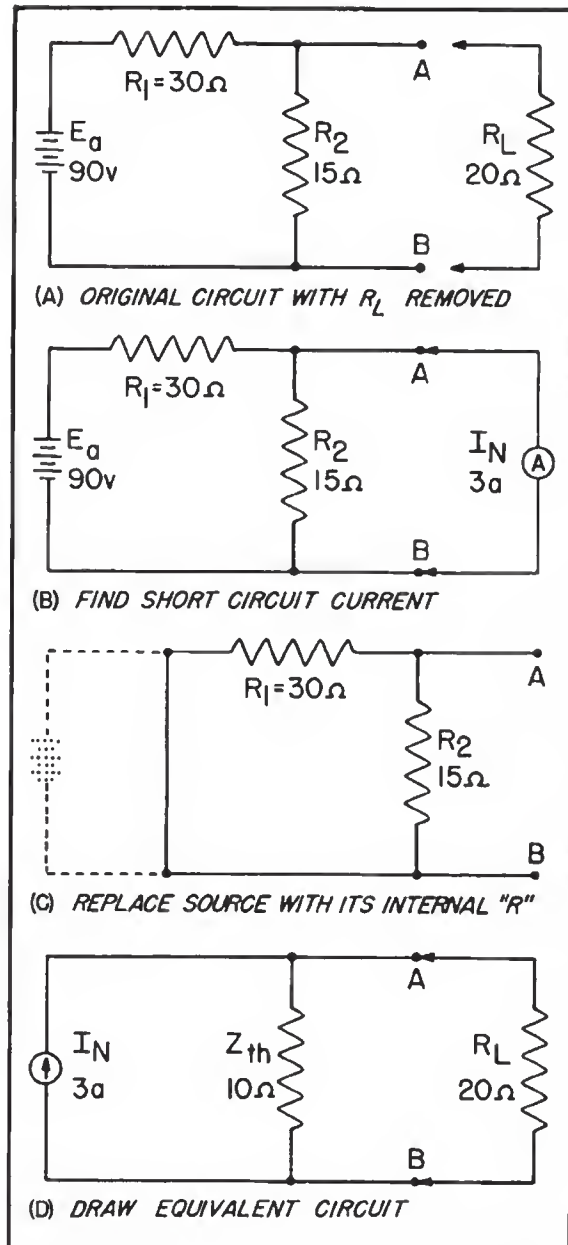 R1=30Ω
A
Ea
90v
R2
15Ω
RL
20Ω
B
(A) ORIGINAL CIRCUIT WITH RL REMOVED
R1=30Ω
A
Ea
90v
R2
15Ω
IN
3a
A
B
(B) FIND SHORT CIRCUIT CURRENT
R1=30Ω
A
R2
15Ω
B
(C) REPLACE SOURCE WITH ITS INTERNAL "R"
A
IN
3a
Zth
10Ω
RL
20Ω
B
(D) DRAW EQUIVALENT CIRCUIT